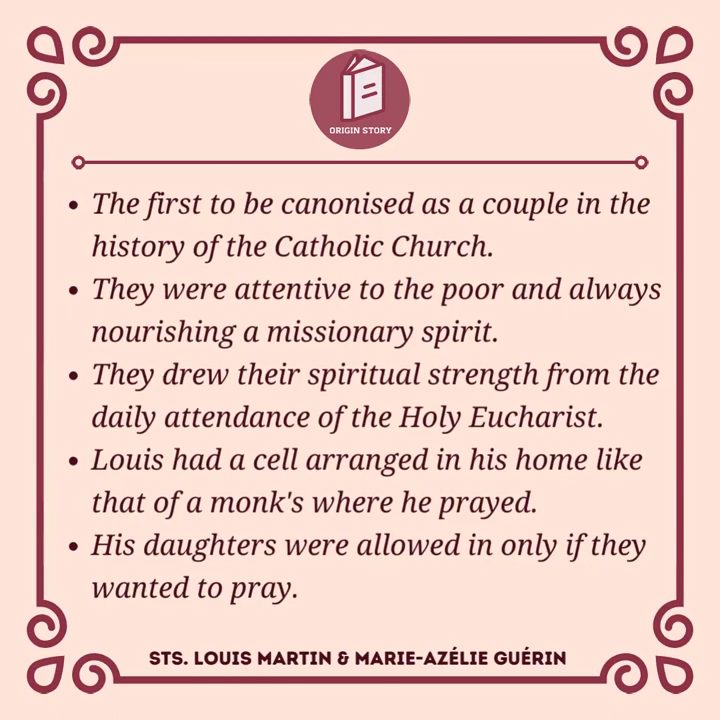 ORIGIN STORY
• The first to be canonised as a couple in the
history of the Catholic Church.
• They were attentive to the poor and always
nourishing a missionary spirit.
• They drew their spiritual strength from the
daily attendance of the Holy Eucharist.
• Louis had a cell arranged in his home like
that of a monk's where he prayed.
• His daughters were allowed in only if they
wanted to pray.
STS. LOUIS MARTIN & MARIE-AZÉLIE GUÉRIN